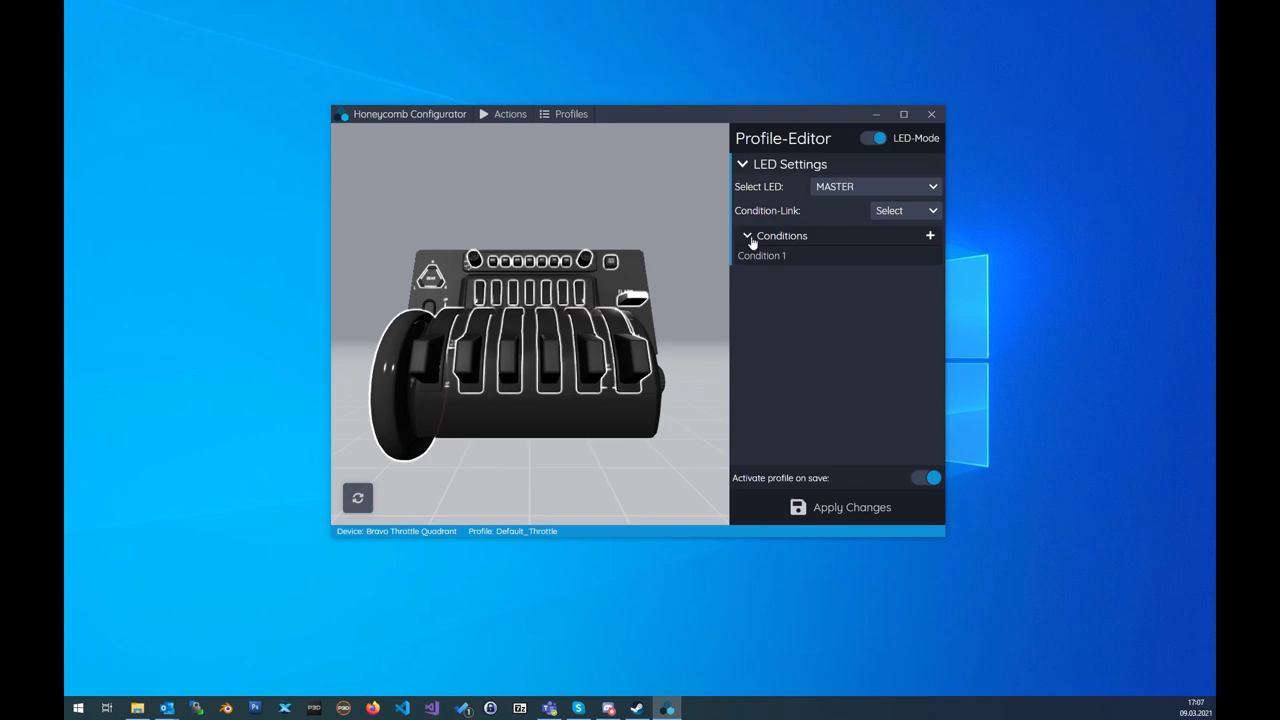 Honeycomb Configurator
Actions
Profiles
Profile-Editor
LED-Mode
LED Settings
Select LED:
MASTER
Condition-Link:
Select
Conditions
Condition 1
Activate profile on save:
Apply Changes
Device: Bravo Throttle Quadrant
Profile: Default_Throttle
17:07
09.03.2021